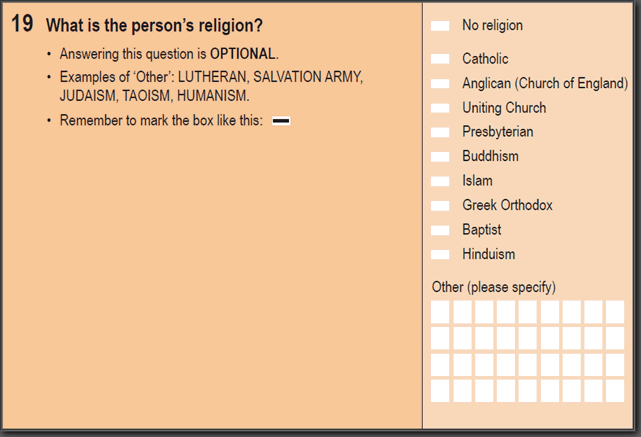 19 What is the person’s religion?
• Answering this question is OPTIONAL.
• Examples of ‘Other’: LUTHERAN, SALVATION ARMY,
JUDAISM, TAOISM, HUMANISM.
• Remember to mark the box like this:
No religion
Catholic
Anglican (Church of England)
Uniting Church
Presbyterian
Buddhism
Islam
Greek Orthodox
Baptist
Hinduism
Other (please specify)